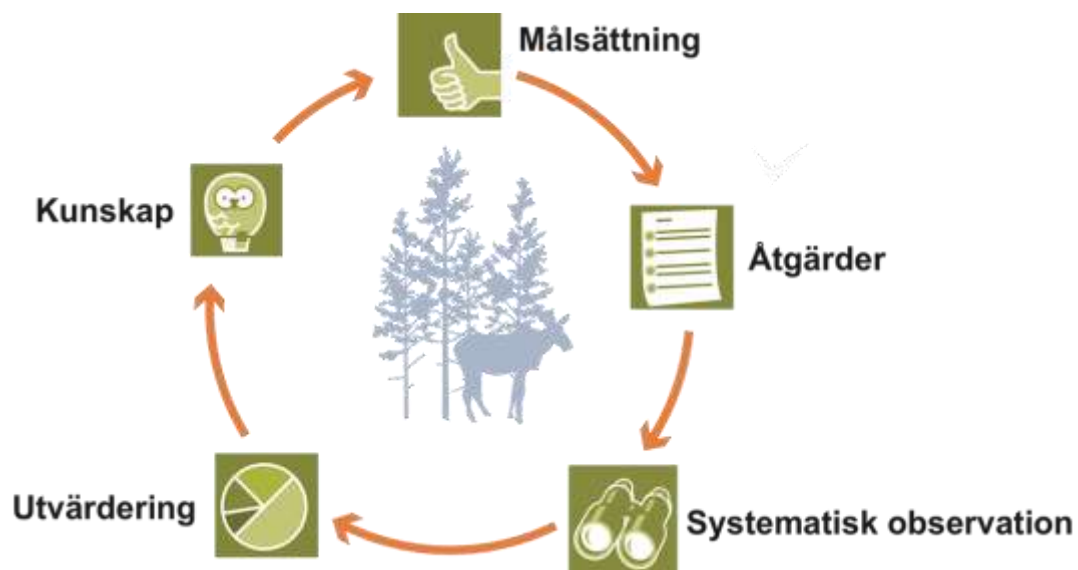 Målsättning
Åtgärder
Systematisk observation
Utvärdering
Kunskap